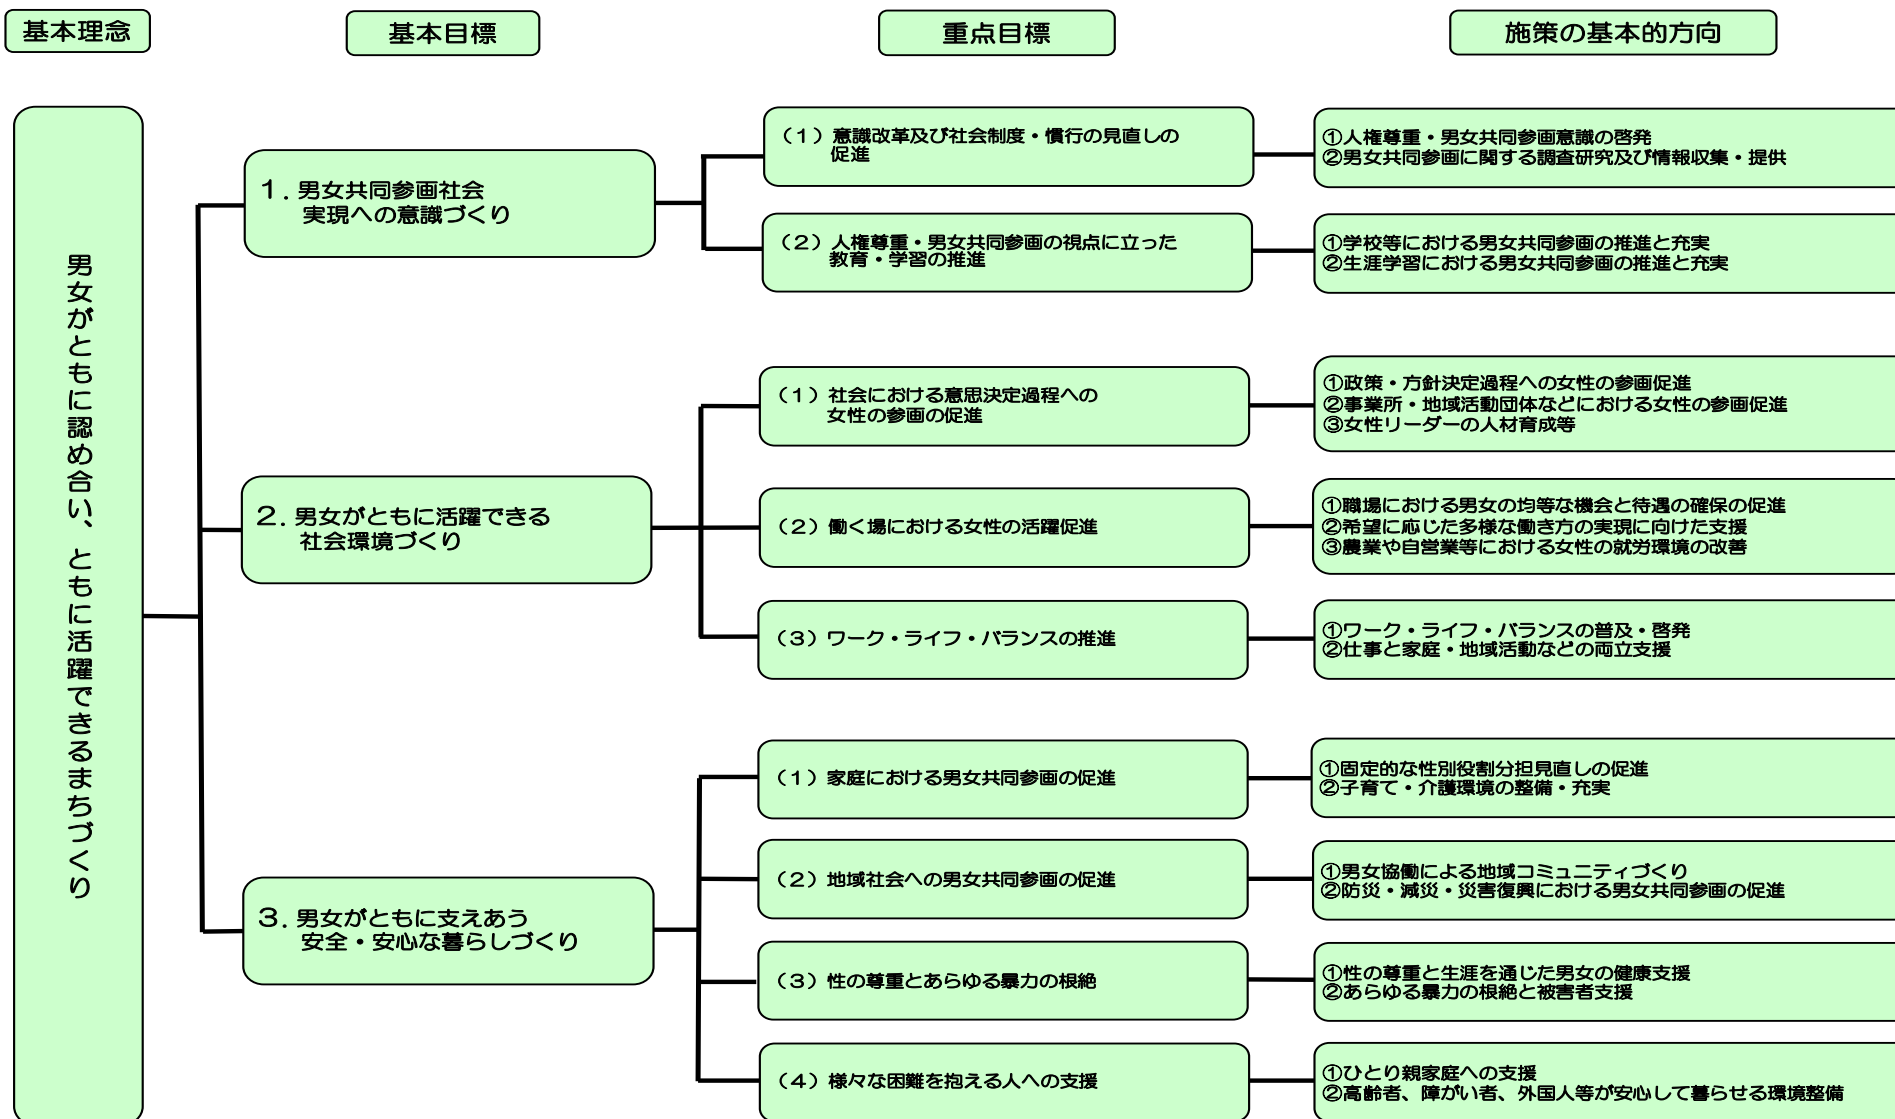 基本理念
基本目標
重点目標
施策の基本的方向
男女がともに認め合い、ともに活躍できるまちづくり
１．男女共同参画社会
実現への意識づくり
（１）意識改革及び社会制度・慣行の見直しの
促進
①人権尊重・男女共同参画意識の啓発
②男女共同参画に関する調査研究及び情報収集・提供
（２）人権尊重・男女共同参画の視点に立った
教育・学習の推進
①学校等における男女共同参画の推進と充実
②生涯学習における男女共同参画の推進と充実
２．男女がともに活躍できる
社会環境づくり
（１）社会における意思決定過程への
女性の参画の促進
①政策・方針決定過程への女性の参画促進
②事業所・地域活動団体などにおける女性の参画促進
③女性リーダーの人材育成等
（２）働く場における女性の活躍促進
①職場における男女の均等な機会と待遇の確保の促進
②希望に応じた多様な働き方の実現に向けた支援
③農業や自営業等における女性の就労環境の改善
（３）ワーク・ライフ・バランスの推進
①ワーク・ライフ・バランスの普及・啓発
②仕事と家庭・地域活動などの両立支援
３．男女がともに支えあう
安全・安心な暮らしづくり
（１）家庭における男女共同参画の促進
①固定的な性別役割分担見直しの促進
②子育て・介護環境の整備・充実
（２）地域社会への男女共同参画の促進
①男女協働による地域コミュニティづくり
②防災・減災・災害復興における男女共同参画の促進
（３）性の尊重とあらゆる暴力の根絶
①性の尊重と生涯を通じた男女の健康支援
②あらゆる暴力の根絶と被害者支援
（４）様々な困難を抱える人への支援
①ひとり親家庭への支援
②高齢者、障がい者、外国人等が安心して暮らせる環境整備